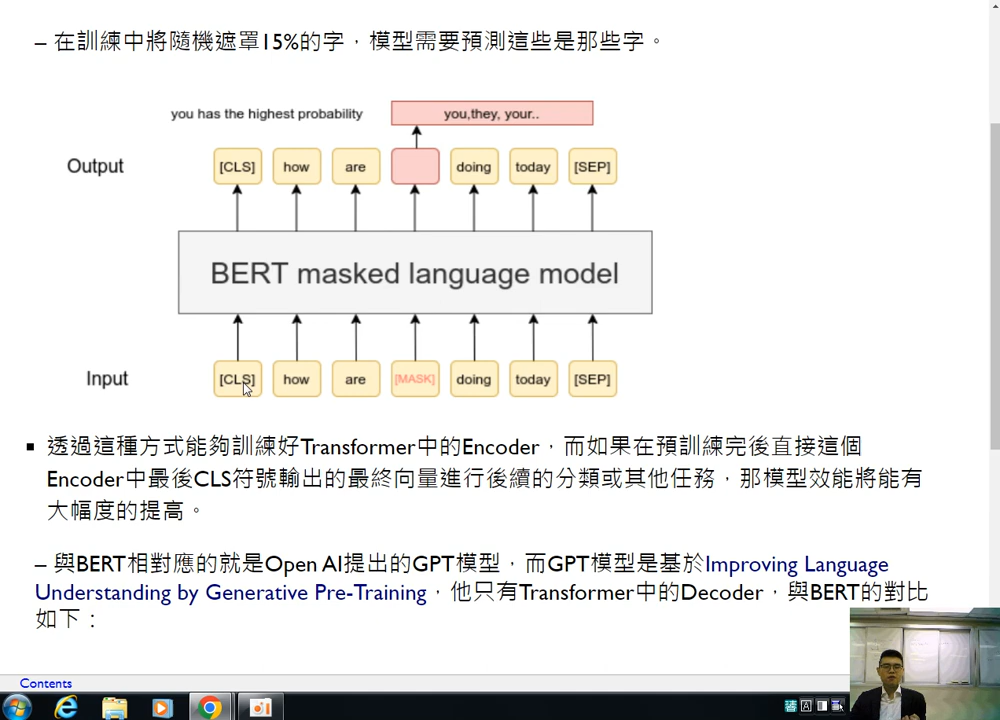 – 在訓練中將隨機遮罩15%的字，模型需要預測這些是那些字。
you has the highest probability
you,they, your..
Output
[CLS]
how
are
doing
today
[SEP]
BERT masked language model
Input
[CLS]
how
are
[MASK]
doing
today
[SEP]
▪ 透過這種方式能夠訓練好Transformer中的Encoder，而如果在預訓練完後直接這個
Encoder中最後CLS符號輸出的最終向量進行後續的分類或其他任務，那模型效能將能有
大幅度的提高。
– 與BERT相對應的就是Open AI提出的GPT模型，而GPT模型是基於Improving Language
Understanding by Generative Pre-Training，他只有Transformer中的Decoder，與BERT的對比
如下：
Contents